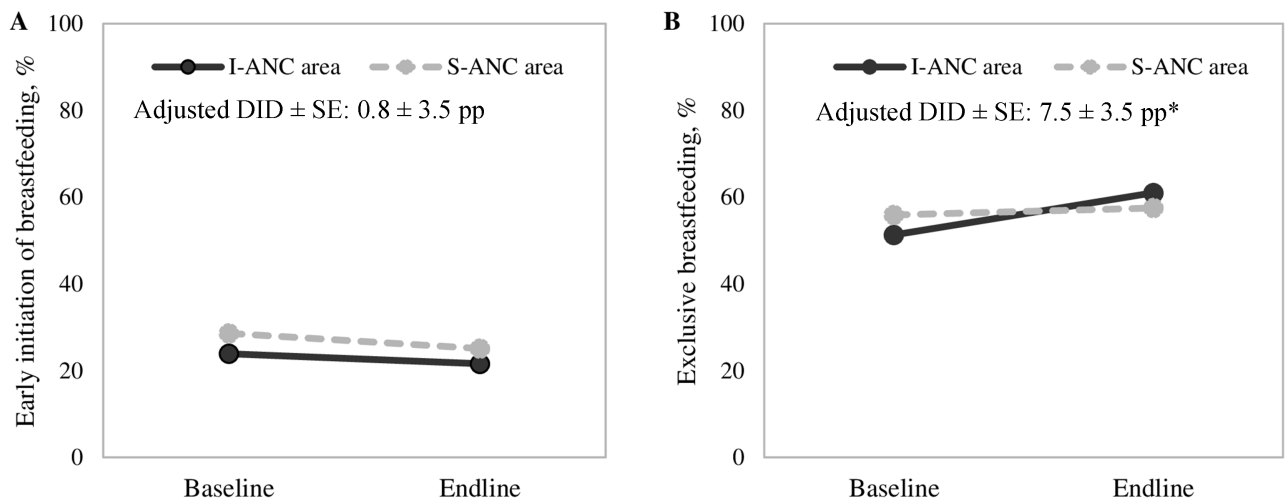 A
Early initiation of breastfeeding, %
100
80
60
40
20
0
I-ANC area
S-ANC area
Adjusted DID ± SE: 0.8 ± 3.5 pp
Baseline
Endline
B
Exclusive breastfeeding, %
100
80
60
40
20
0
I-ANC area
S-ANC area
Adjusted DID ± SE: 7.5 ± 3.5 pp*
Baseline
Endline